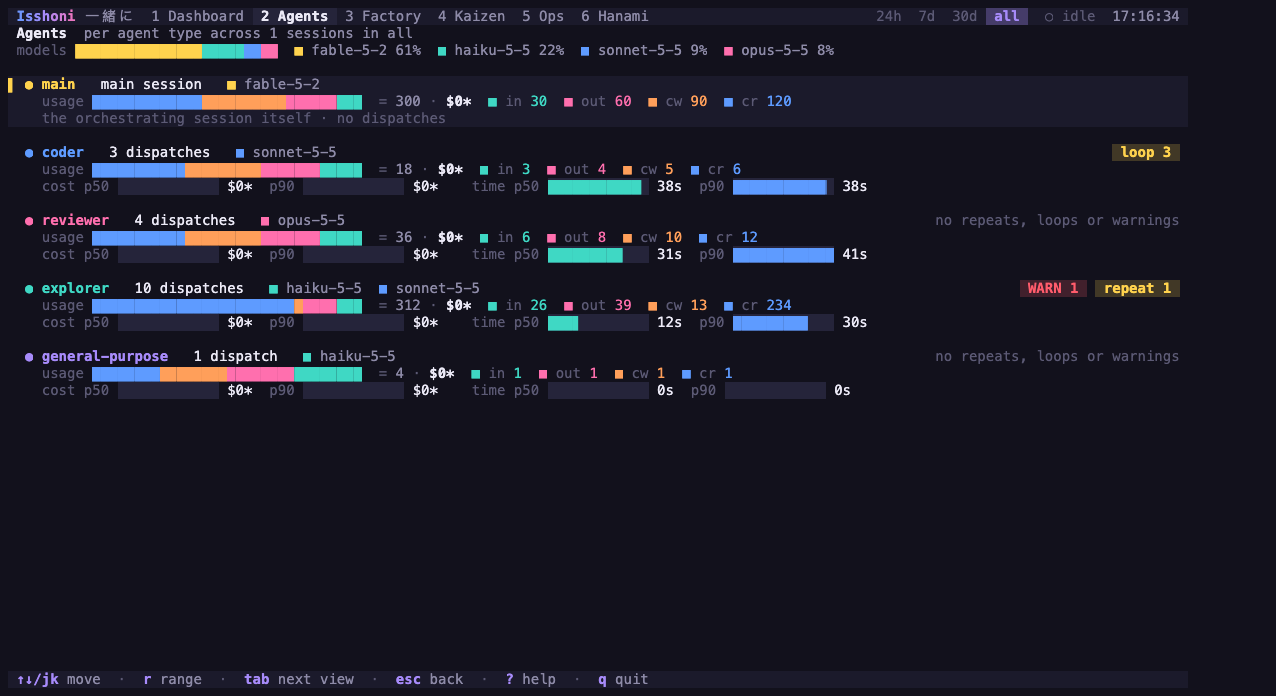 Isshoni 一緒に 1 Dashboard 2 Agents 3 Factory 4 Kaizen 5 Ops 6 Hanami 24h 7d 30d all ○ idle 17:16:34
Agents per agent type across 1 sessions in all
models fable-5-2 61% haiku-5-5 22% sonnet-5-5 9% opus-5-5 8%
main main session fable-5-2
usage = 300 · $0* in 30 out 60 cw 90 cr 120
the orchestrating session itself · no dispatches
coder 3 dispatches sonnet-5-5 loop 3
usage = 18 · $0* in 3 out 4 cw 5 cr 6
cost p50 $0* p90 $0* time p50 38s p90 38s
reviewer 4 dispatches opus-5-5 no repeats, loops or warnings
usage = 36 · $0* in 6 out 8 cw 10 cr 12
cost p50 $0* p90 $0* time p50 31s p90 41s
explorer 10 dispatches haiku-5-5 sonnet-5-5 WARN 1 repeat 1
usage = 312 · $0* in 26 out 39 cw 13 cr 234
cost p50 $0* p90 $0* time p50 12s p90 30s
general-purpose 1 dispatch haiku-5-5 no repeats, loops or warnings
usage = 4 · $0* in 1 out 1 cw 1 cr 1
cost p50 $0* p90 $0* time p50 0s p90 0s
↑↓/jk move · r range · tab next view · esc back · ? help · q quit